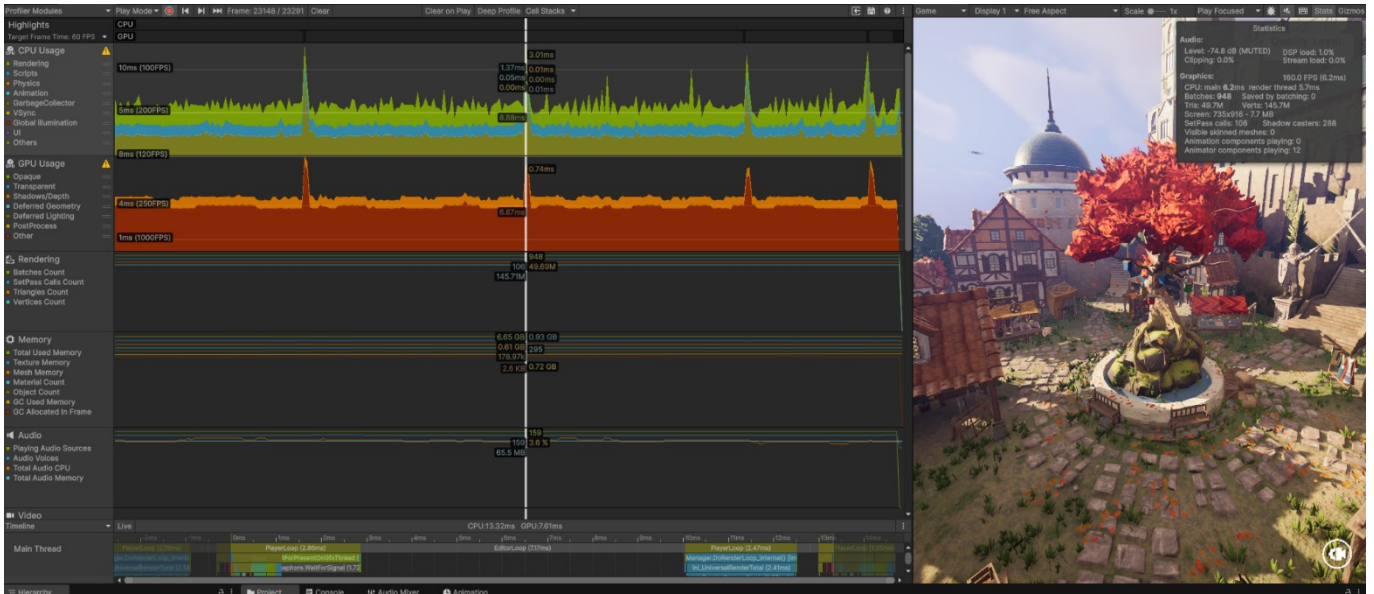 Profiler Modules
Play Mode
Frame: 23148 / 23291
Clear
Clear on Play
Deep Profile
Call Stacks
Game
Display 1
Free Aspect
Scale
1x
Play Focused
Stats
Gizmos
Highlights
Target Frame Time: 60 FPS
CPU
GPU
CPU Usage
Rendering
Scripts
Physics
Animation
GarbageCollector
VSync
Global Illumination
UI
Others
10ms (100FPS)
5ms (200FPS)
3.01ms
1.37ms
0.01ms
0.05ms
0.00ms
0.00ms
0.01ms
8.88ms
GPU Usage
Opaque
Transparent
Shadows/Depth
Deferred Geometry
Deferred Lighting
PostProcess
Other
8ms (120FPS)
4ms (250FPS)
1ms (1000FPS)
0.74ms
6.87ms
Rendering
Batches Count
SetPass Calls Count
Triangles Count
Vertices Count
948
106
49.69M
145.71M
Memory
Total Used Memory
Texture Memory
Mesh Memory
Material Count
Object Count
GC Used Memory
GC Allocated In Frame
6.65 GB
0.93 GB
0.61 GB
295
179.97k
0.72 GB
2.6 KB
Audio
Playing Audio Sources
Audio Voices
Total Audio CPU
Total Audio Memory
159
159
3.6 %
65.5 MB
Video
Timeline
Live
CPU:13.32ms GPU:7.61ms
Main Thread
PlayerLoop (2.86ms)
EditorLoop (7.17ms)
PlayerLoop (2.47ms)
Manager.DoRenderLoop_Internal()
UniversalRenderTotal (2.41ms)
Statistics
Audio:
Level: -74.8 dB (MUTED)
DSP load: 1.0%
Clipping: 0.0%
Stream load: 0.0%
Graphics:
160.0 FPS (6.2ms)
CPU: main 6.2ms render thread 5.7ms
Batches: 948 Saved by batching: 0
Tris: 49.7M Verts: 145.7M
Screen: 735x916 - 7.7 MB
SetPass calls: 106 Shadow casters: 288
Visible skinned meshes: 0
Animation components playing: 0
Animator components playing: 12
Hierarchy
Project
Console
Audio Mixer
Animation